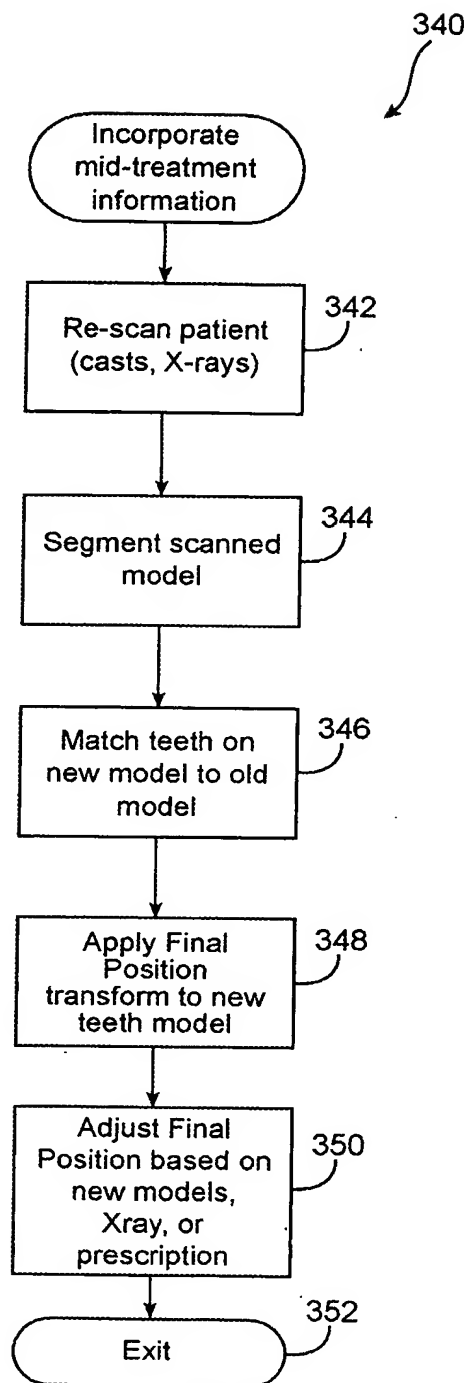 340
Incorporate
mid-treatment
information
342
Re-scan patient
(casts, X-rays)
344
Segment scanned
model
346
Match teeth on
new model to old
model
348
Apply Final
Position
transform to new
teeth model
350
Adjust Final
Position based on
new models,
Xray, or
prescription
352
Exit